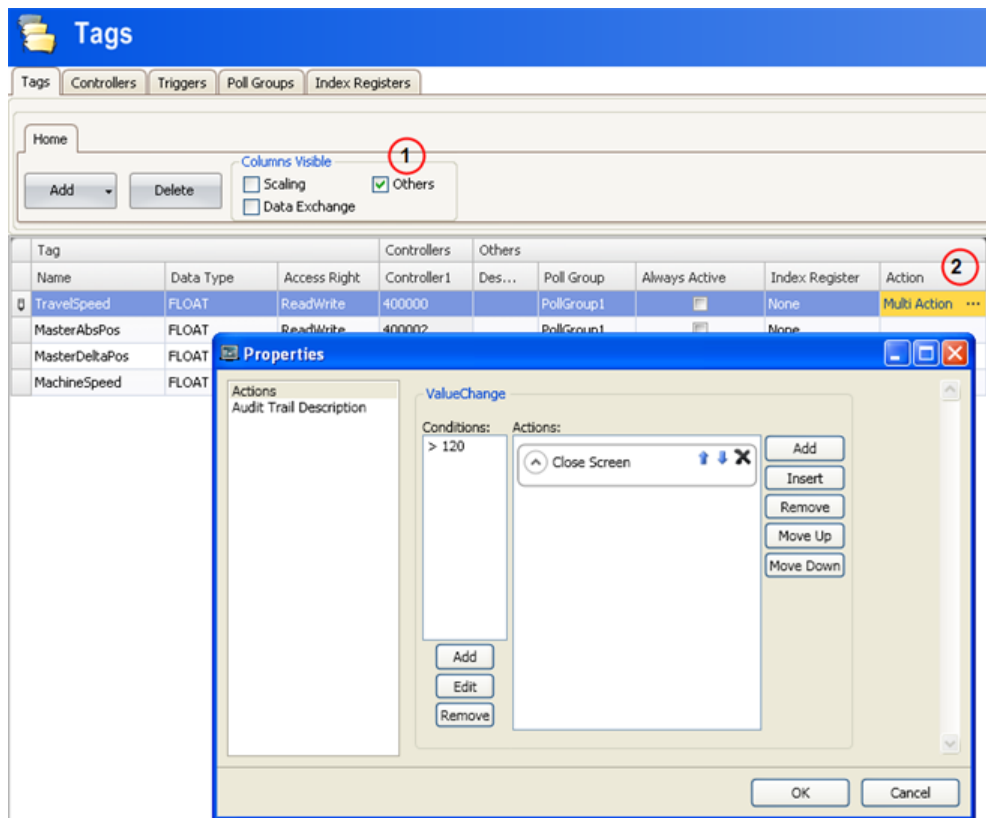 Tags
Tags Controllers Triggers Poll Groups Index Registers
Home
Columns Visible 1
Add Delete Scaling Others
Data Exchange
Tag Controllers Others
2
Name Data Type Access Right Controller1 Des... Poll Group Always Active Index Register Action
TravelSpeed FLOAT ReadWrite 400000 PollGroup1 None Multi Action ...
MasterAbsPos FLOAT ReadWrite 400002 PollGroup1 None
MasterDeltaPos FLOAT
MachineSpeed FLOAT
Properties
Actions
Audit Trail Description
ValueChange
Conditions: Actions:
> 120
Close Screen
Add
Insert
Remove
Move Up
Move Down
Add
Edit
Remove
OK Cancel